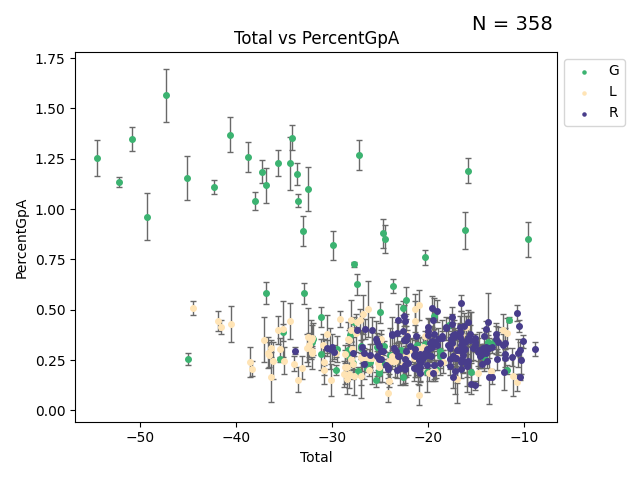 N = 358
Total vs PercentGpA
G
L
R
PercentGpA
1.75
1.50
1.25
1.00
0.75
0.50
0.25
0.00
−50 −40 −30 −20 −10
Total